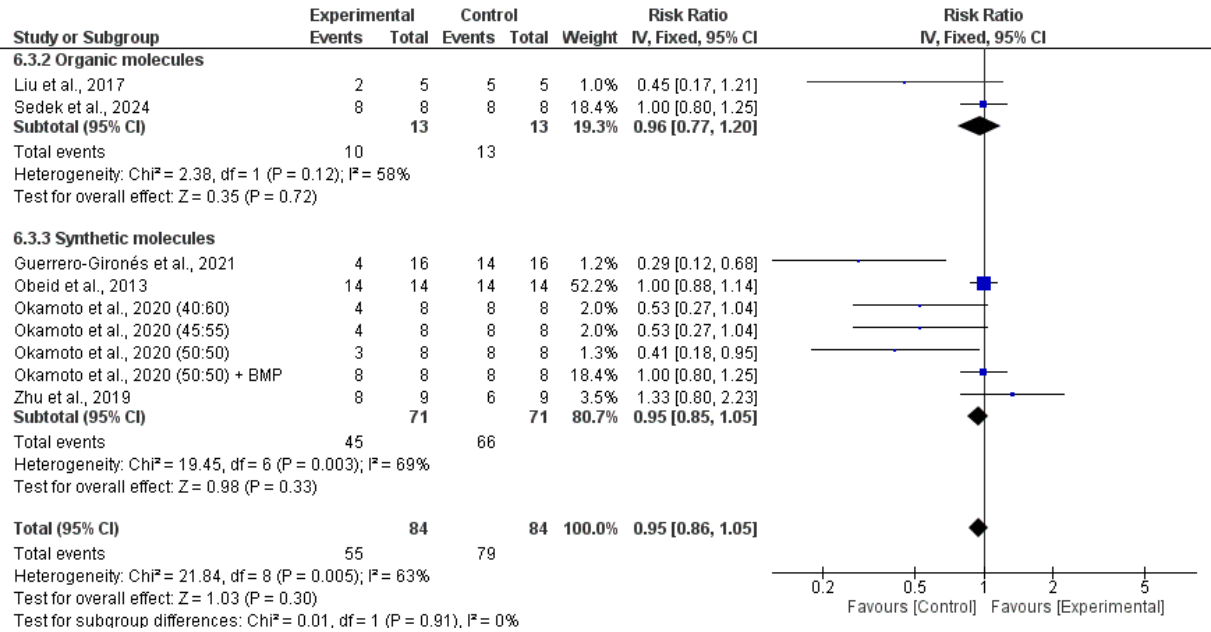 Experimental Control Risk Ratio Risk Ratio
Study or Subgroup Events Total Events Total Weight IV, Fixed, 95% CI IV, Fixed, 95% CI
6.3.2 Organic molecules
Liu et al., 2017 2 5 5 5 1.0% 0.45 [0.17, 1.21]
Sedek et al., 2024 8 8 8 8 18.4% 1.00 [0.80, 1.25]
Subtotal (95% CI) 13 13 19.3% 0.96 [0.77, 1.20]
Total events 10 13
Heterogeneity: Chi² = 2.38, df = 1 (P = 0.12); I² = 58%
Test for overall effect: Z = 0.35 (P = 0.72)
6.3.3 Synthetic molecules
Guerrero-Gironés et al., 2021 4 16 14 16 1.2% 0.29 [0.12, 0.68]
Obeid et al., 2013 14 14 14 14 52.2% 1.00 [0.88, 1.14]
Okamoto et al., 2020 (40:60) 4 8 8 8 2.0% 0.53 [0.27, 1.04]
Okamoto et al., 2020 (45:55) 4 8 8 8 2.0% 0.53 [0.27, 1.04]
Okamoto et al., 2020 (50:50) 3 8 8 8 1.3% 0.41 [0.18, 0.95]
Okamoto et al., 2020 (50:50) + BMP 8 8 8 8 18.4% 1.00 [0.80, 1.25]
Zhu et al., 2019 8 9 6 9 3.5% 1.33 [0.80, 2.23]
Subtotal (95% CI) 71 71 80.7% 0.95 [0.85, 1.05]
Total events 45 66
Heterogeneity: Chi² = 19.45, df = 6 (P = 0.003); I² = 69%
Test for overall effect: Z = 0.98 (P = 0.33)
Total (95% CI) 84 84 100.0% 0.95 [0.86, 1.05]
Total events 55 79
Heterogeneity: Chi² = 21.84, df = 8 (P = 0.005); I² = 63%
Test for overall effect: Z = 1.03 (P = 0.30)
Test for subgroup differences: Chi² = 0.01, df = 1 (P = 0.91), I² = 0%
0.2 0.5 1 2 5
Favours [Control] Favours [Experimental]